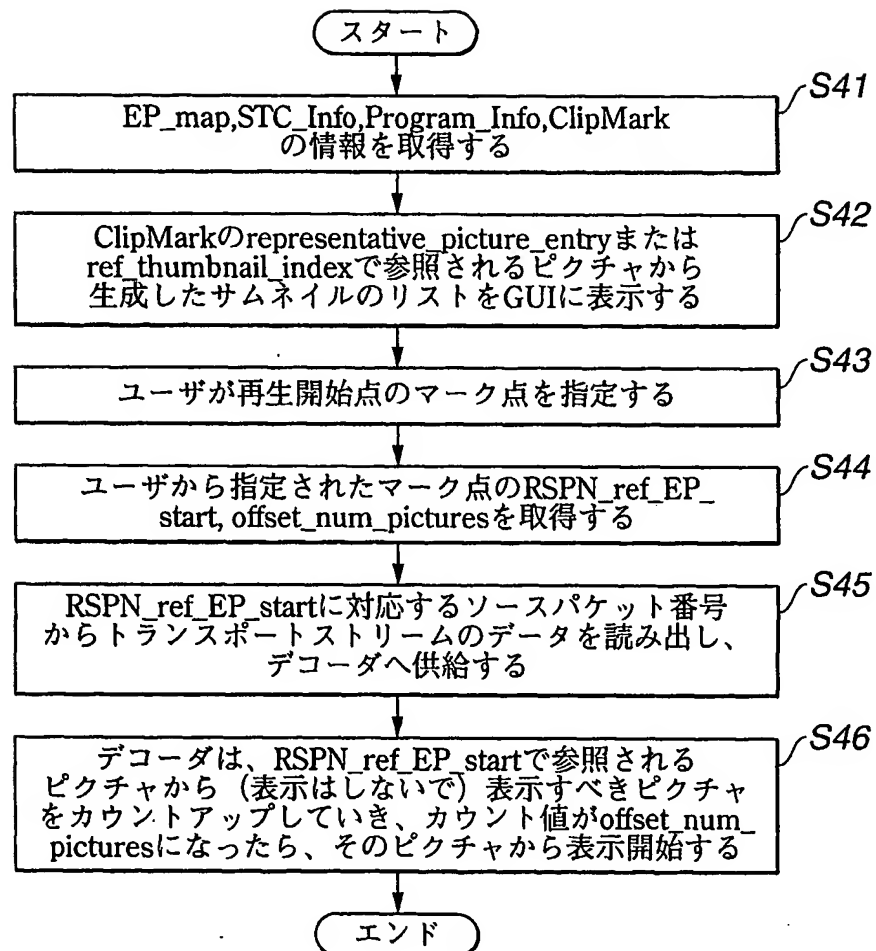 スタート
S41
EP_map,STC_Info,Program_Info,ClipMark
の情報を取得する
S42
ClipMarkのrepresentative_picture_entryまたは
ref_thumbnail_indexで参照されるピクチャから
生成したサムネイルのリストをGUIに表示する
S43
ユーザが再生開始点のマーク点を指定する
S44
ユーザから指定されたマーク点のRSPN_ref_EP_
start, offset_num_picturesを取得する
S45
RSPN_ref_EP_startに対応するソースパケット番号
からトランスポートストリームのデータを読み出し、
デコーダへ供給する
S46
デコーダは、RSPN_ref_EP_startで参照される
ピクチャから（表示はしないで）表示すべきピクチャ
をカウントアップしていき、カウント値がoffset_num_
picturesになったら、そのピクチャから表示開始する
エンド